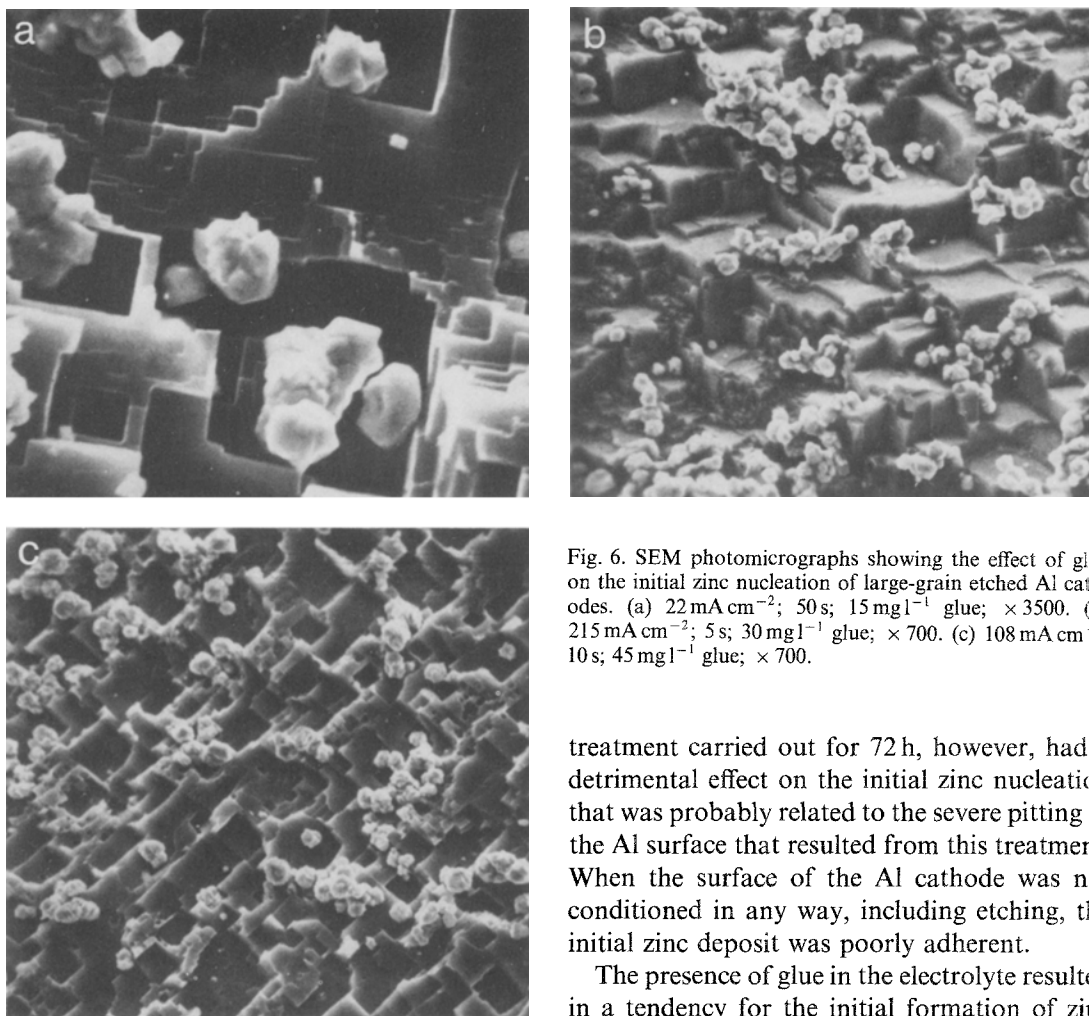 a
b
c
Fig. 6. SEM photomicrographs showing the effect of gl
on the initial zinc nucleation of large-grain etched Al cat
odes. (a) 22 mA cm−2; 50 s; 15 mg l−1 glue; × 3500. (
215 mA cm−2; 5 s; 30 mg l−1 glue; × 700. (c) 108 mA cm
10 s; 45 mg l−1 glue; × 700.
treatment carried out for 72 h, however, had
detrimental effect on the initial zinc nucleatio
that was probably related to the severe pitting
the Al surface that resulted from this treatmen
When the surface of the Al cathode was n
conditioned in any way, including etching, th
initial zinc deposit was poorly adherent.
The presence of glue in the electrolyte resulte
in a tendency for the initial formation of zin